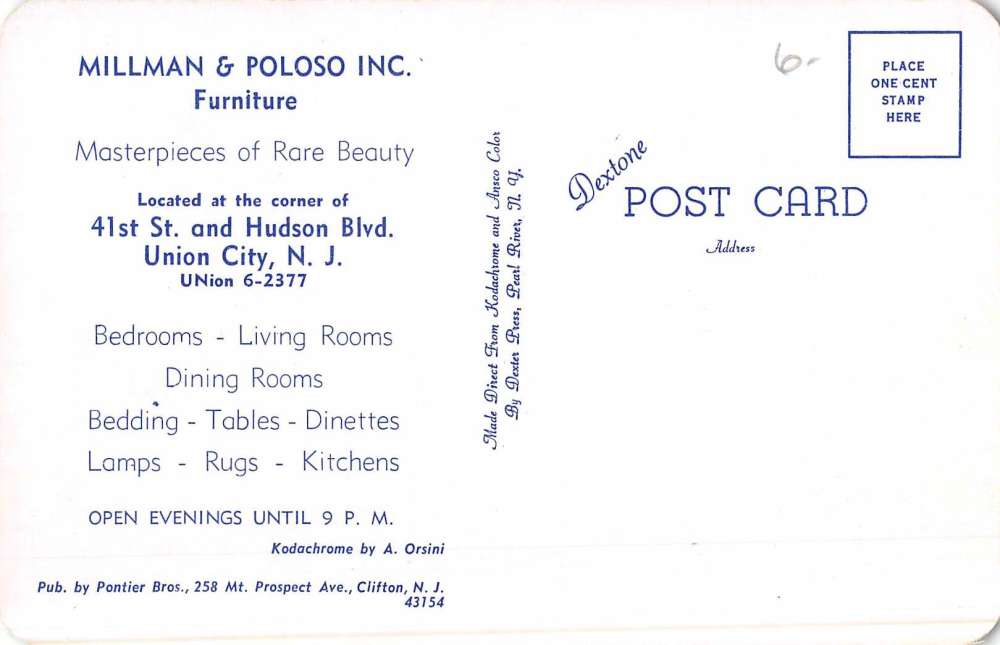 MILLMAN & POLOSO INC.
Furniture
Masterpieces of Rare Beauty
Located at the corner of
41st St. and Hudson Blvd.
Union City, N. J.
UNion 6-2377
Bedrooms - Living Rooms
Dining Rooms
Bedding - Tables - Dinettes
Lamps - Rugs - Kitchens
OPEN EVENINGS UNTIL 9 P. M.
Kodachrome by A. Orsini
Pub. by Pontier Bros., 258 Mt. Prospect Ave., Clifton, N. J.
43154
Made Direct From Kodachrome and Ansco Color
By Dexter Press, Pearl River, N. Y.
6-
PLACE
ONE CENT
STAMP
HERE
Dextone
POST CARD
Address